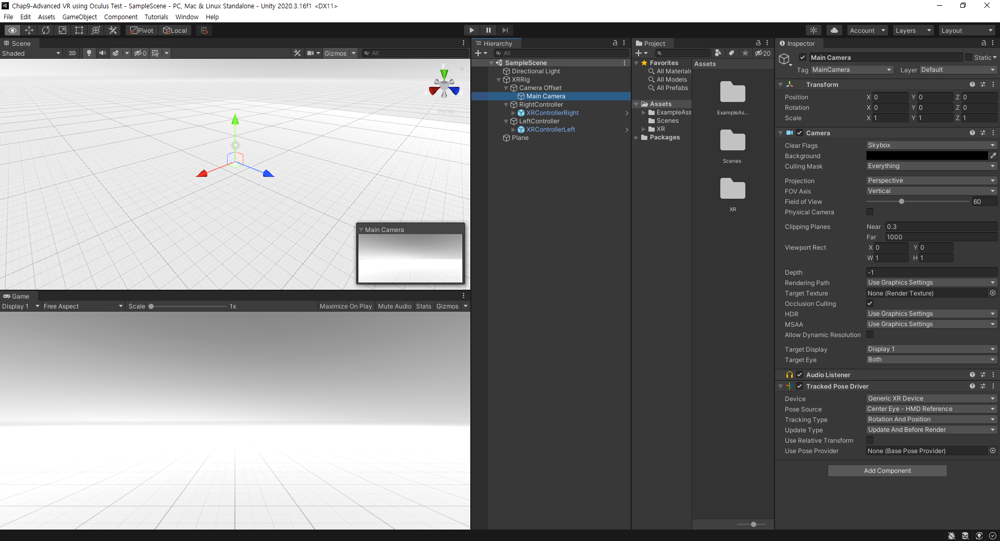 Chap9-Advanced VR using Oculus Test - SampleScene - PC, Mac & Linux Standalone - Unity 2020.3.16f1 <DX11>
File Edit Assets GameObject Component Tutorials Window Help
Pivot Local Account Layers Layout
Scene
Shaded 2D 0 Gizmos All
y
Persp
Main Camera
Game
Display 1 Free Aspect Scale 1x Maximize On Play Mute Audio Stats Gizmos
Hierarchy
All
SampleScene
Directional Light
XRRig
Camera Offset
Main Camera
RightController
XRControllerRight
LeftController
XRControllerLeft
Plane
Project
20
Favorites
All Materials
All Models
All Prefabs
Assets
ExampleAss
Scenes
XR
Packages
Assets
ExampleAs...
Scenes
XR
Inspector
Main Camera Static
Tag MainCamera Layer Default
Transform
Position X 0 Y 0 Z 0
Rotation X 0 Y 0 Z 0
Scale X 1 Y 1 Z 1
Camera
Clear Flags Skybox
Background
Culling Mask Everything
Projection Perspective
FOV Axis Vertical
Field of View 60
Physical Camera
Clipping Planes Near 0.3
Far 1000
Viewport Rect X 0 Y 0
W 1 H 1
Depth -1
Rendering Path Use Graphics Settings
Target Texture None (Render Texture)
Occlusion Culling
HDR Use Graphics Settings
MSAA Use Graphics Settings
Allow Dynamic Resolution
Target Display Display 1
Target Eye Both
Audio Listener
Tracked Pose Driver
Device Generic XR Device
Pose Source Center Eye - HMD Reference
Tracking Type Rotation And Position
Update Type Update And Before Render
Use Relative Transform
Use Pose Provider None (Base Pose Provider)
Add Component